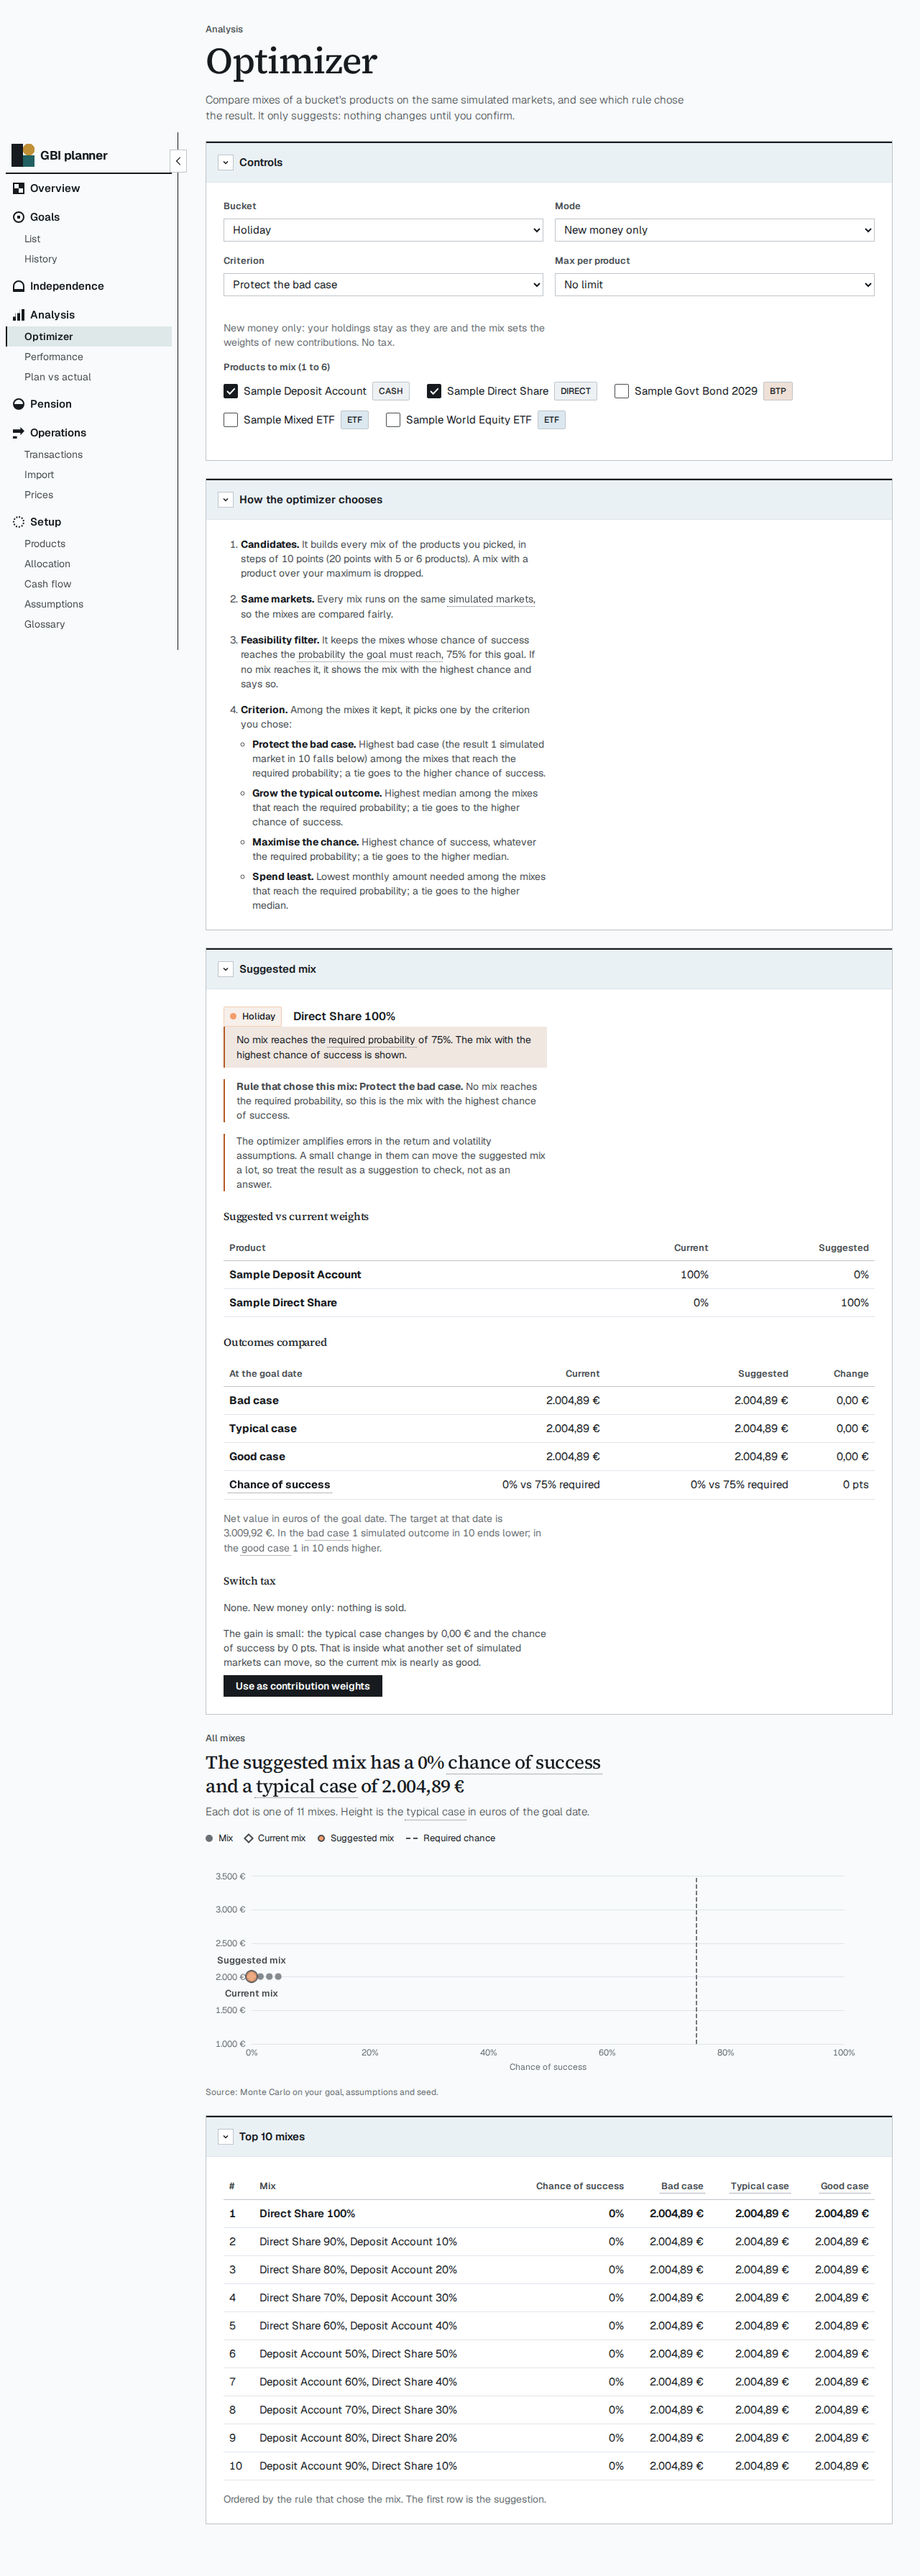 Analysis
Optimizer
Compare mixes of a bucket's products on the same simulated markets, and see which rule chose
the result. It only suggests: nothing changes until you confirm.
GBI planner
Overview
Goals
List
History
Independence
Analysis
Optimizer
Performance
Plan vs actual
Pension
Operations
Transactions
Import
Prices
Setup
Products
Allocation
Cash flow
Assumptions
Glossary
Controls
Bucket
Mode
Holiday
New money only
Criterion
Max per product
Protect the bad case
No limit
New money only: your holdings stay as they are and the mix sets the
weights of new contributions. No tax.
Products to mix (1 to 6)
Sample Deposit Account CASH Sample Direct Share DIRECT Sample Govt Bond 2029 BTP
Sample Mixed ETF ETF Sample World Equity ETF ETF
How the optimizer chooses
1. Candidates. It builds every mix of the products you picked, in
steps of 10 points (20 points with 5 or 6 products). A mix with a
product over your maximum is dropped.
2. Same markets. Every mix runs on the same simulated markets,
so the mixes are compared fairly.
3. Feasibility filter. It keeps the mixes whose chance of success
reaches the probability the goal must reach, 75% for this goal. If
no mix reaches it, it shows the mix with the highest chance and
says so.
4. Criterion. Among the mixes it kept, it picks one by the criterion
you chose:
Protect the bad case. Highest bad case (the result 1 simulated
market in 10 falls below) among the mixes that reach the
required probability; a tie goes to the higher chance of success.
Grow the typical outcome. Highest median among the mixes
that reach the required probability; a tie goes to the higher
chance of success.
Maximise the chance. Highest chance of success, whatever
the required probability; a tie goes to the higher median.
Spend least. Lowest monthly amount needed among the mixes
that reach the required probability; a tie goes to the higher
median.
Suggested mix
Holiday Direct Share 100%
No mix reaches the required probability of 75%. The mix with the
highest chance of success is shown.
Rule that chose this mix: Protect the bad case. No mix reaches
the required probability, so this is the mix with the highest chance
of success.
The optimizer amplifies errors in the return and volatility
assumptions. A small change in them can move the suggested mix
a lot, so treat the result as a suggestion to check, not as an
answer.
Suggested vs current weights
Product Current Suggested
Sample Deposit Account 100% 0%
Sample Direct Share 0% 100%
Outcomes compared
At the goal date Current Suggested Change
Bad case 2.004,89 € 2.004,89 € 0,00 €
Typical case 2.004,89 € 2.004,89 € 0,00 €
Good case 2.004,89 € 2.004,89 € 0,00 €
Chance of success 0% vs 75% required 0% vs 75% required 0 pts
Net value in euros of the goal date. The target at that date is
3.009,92 €. In the bad case 1 simulated outcome in 10 ends lower; in
the good case 1 in 10 ends higher.
Switch tax
None. New money only: nothing is sold.
The gain is small: the typical case changes by 0,00 € and the chance
of success by 0 pts. That is inside what another set of simulated
markets can move, so the current mix is nearly as good.
Use as contribution weights
All mixes
The suggested mix has a 0% chance of success
and a typical case of 2.004,89 €
Each dot is one of 11 mixes. Height is the typical case in euros of the goal date.
Mix Current mix Suggested mix Required chance
3.500 €
3.000 €
2.500 €
Suggested mix
2.000 €
Current mix
1.500 €
1.000 €
0% 20% 40% 60% 80% 100%
Chance of success
Source: Monte Carlo on your goal, assumptions and seed.
Top 10 mixes
# Mix Chance of success Bad case Typical case Good case
1 Direct Share 100% 0% 2.004,89 € 2.004,89 € 2.004,89 €
2 Direct Share 90%, Deposit Account 10% 0% 2.004,89 € 2.004,89 € 2.004,89 €
3 Direct Share 80%, Deposit Account 20% 0% 2.004,89 € 2.004,89 € 2.004,89 €
4 Direct Share 70%, Deposit Account 30% 0% 2.004,89 € 2.004,89 € 2.004,89 €
5 Direct Share 60%, Deposit Account 40% 0% 2.004,89 € 2.004,89 € 2.004,89 €
6 Deposit Account 50%, Direct Share 50% 0% 2.004,89 € 2.004,89 € 2.004,89 €
7 Deposit Account 60%, Direct Share 40% 0% 2.004,89 € 2.004,89 € 2.004,89 €
8 Deposit Account 70%, Direct Share 30% 0% 2.004,89 € 2.004,89 € 2.004,89 €
9 Deposit Account 80%, Direct Share 20% 0% 2.004,89 € 2.004,89 € 2.004,89 €
10 Deposit Account 90%, Direct Share 10% 0% 2.004,89 € 2.004,89 € 2.004,89 €
Ordered by the rule that chose the mix. The first row is the suggestion.